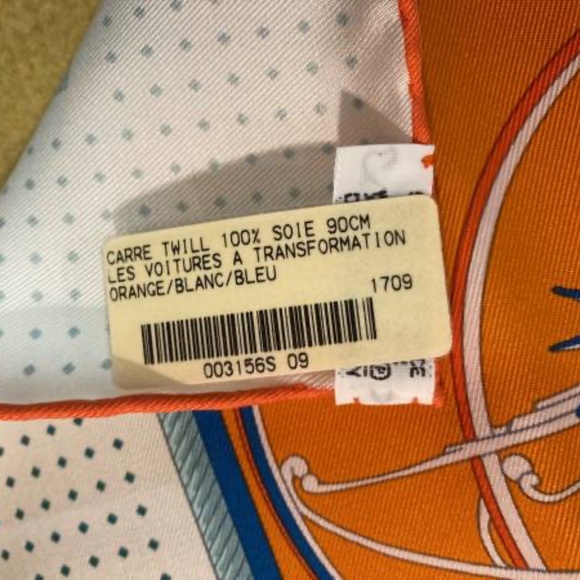 CARRE TWILL 100% SOIE 90CM
LES VOITURES A TRANSFORMATION
ORANGE/BLANC/BLEU
1709
003156S 09